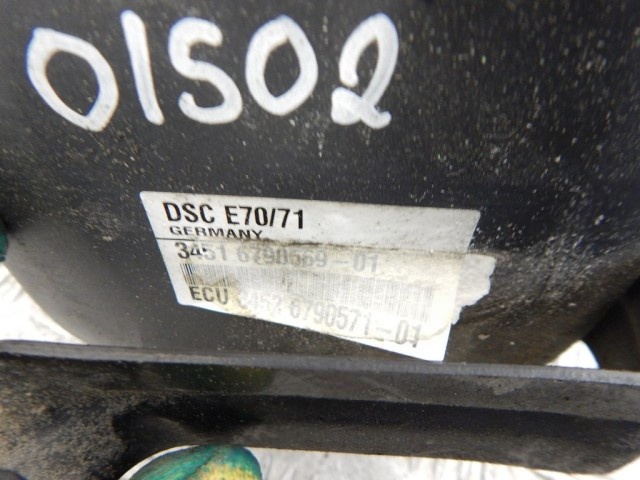 01502
DSC E70/71
GERMANY
3451 6790569-01
ECU 3452 6790571-01